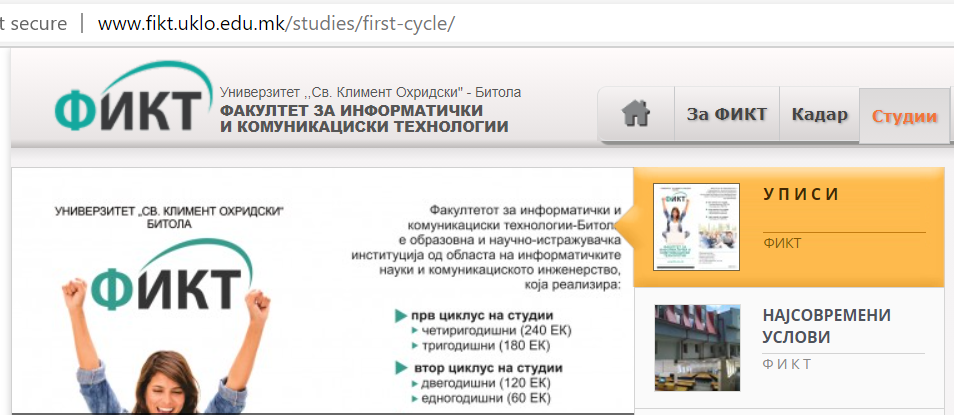 t secure | www.fikt.uklo.edu.mk/studies/first-cycle/
ФИКТ
Универзитет ,,Св. Климент Охридски" - Битола
ФАКУЛТЕТ ЗА ИНФОРМАТИЧКИ
И КОМУНИКАЦИСКИ ТЕХНОЛОГИИ
За ФИКТ
Кадар
Студии
УНИВЕРЗИТЕТ „СВ. КЛИМЕНТ ОХРИДСКИ"
БИТОЛА
ФИКТ
Факултетот за информатички и
комуникациски технологии-Битола
е образовна и научно-истражувачка
институција од областа на информатичките
науки и комуникациското инженерство,
која реализира:
прв циклус на студии
четиригодишни (240 ЕК)
тригодишни (180 ЕК)
втор циклус на студии
двегодишни (120 ЕК)
едногодишни (60 ЕК)
У П И С И
ФИКТ
НАЈСОВРЕМЕНИ
УСЛОВИ
Ф И К Т